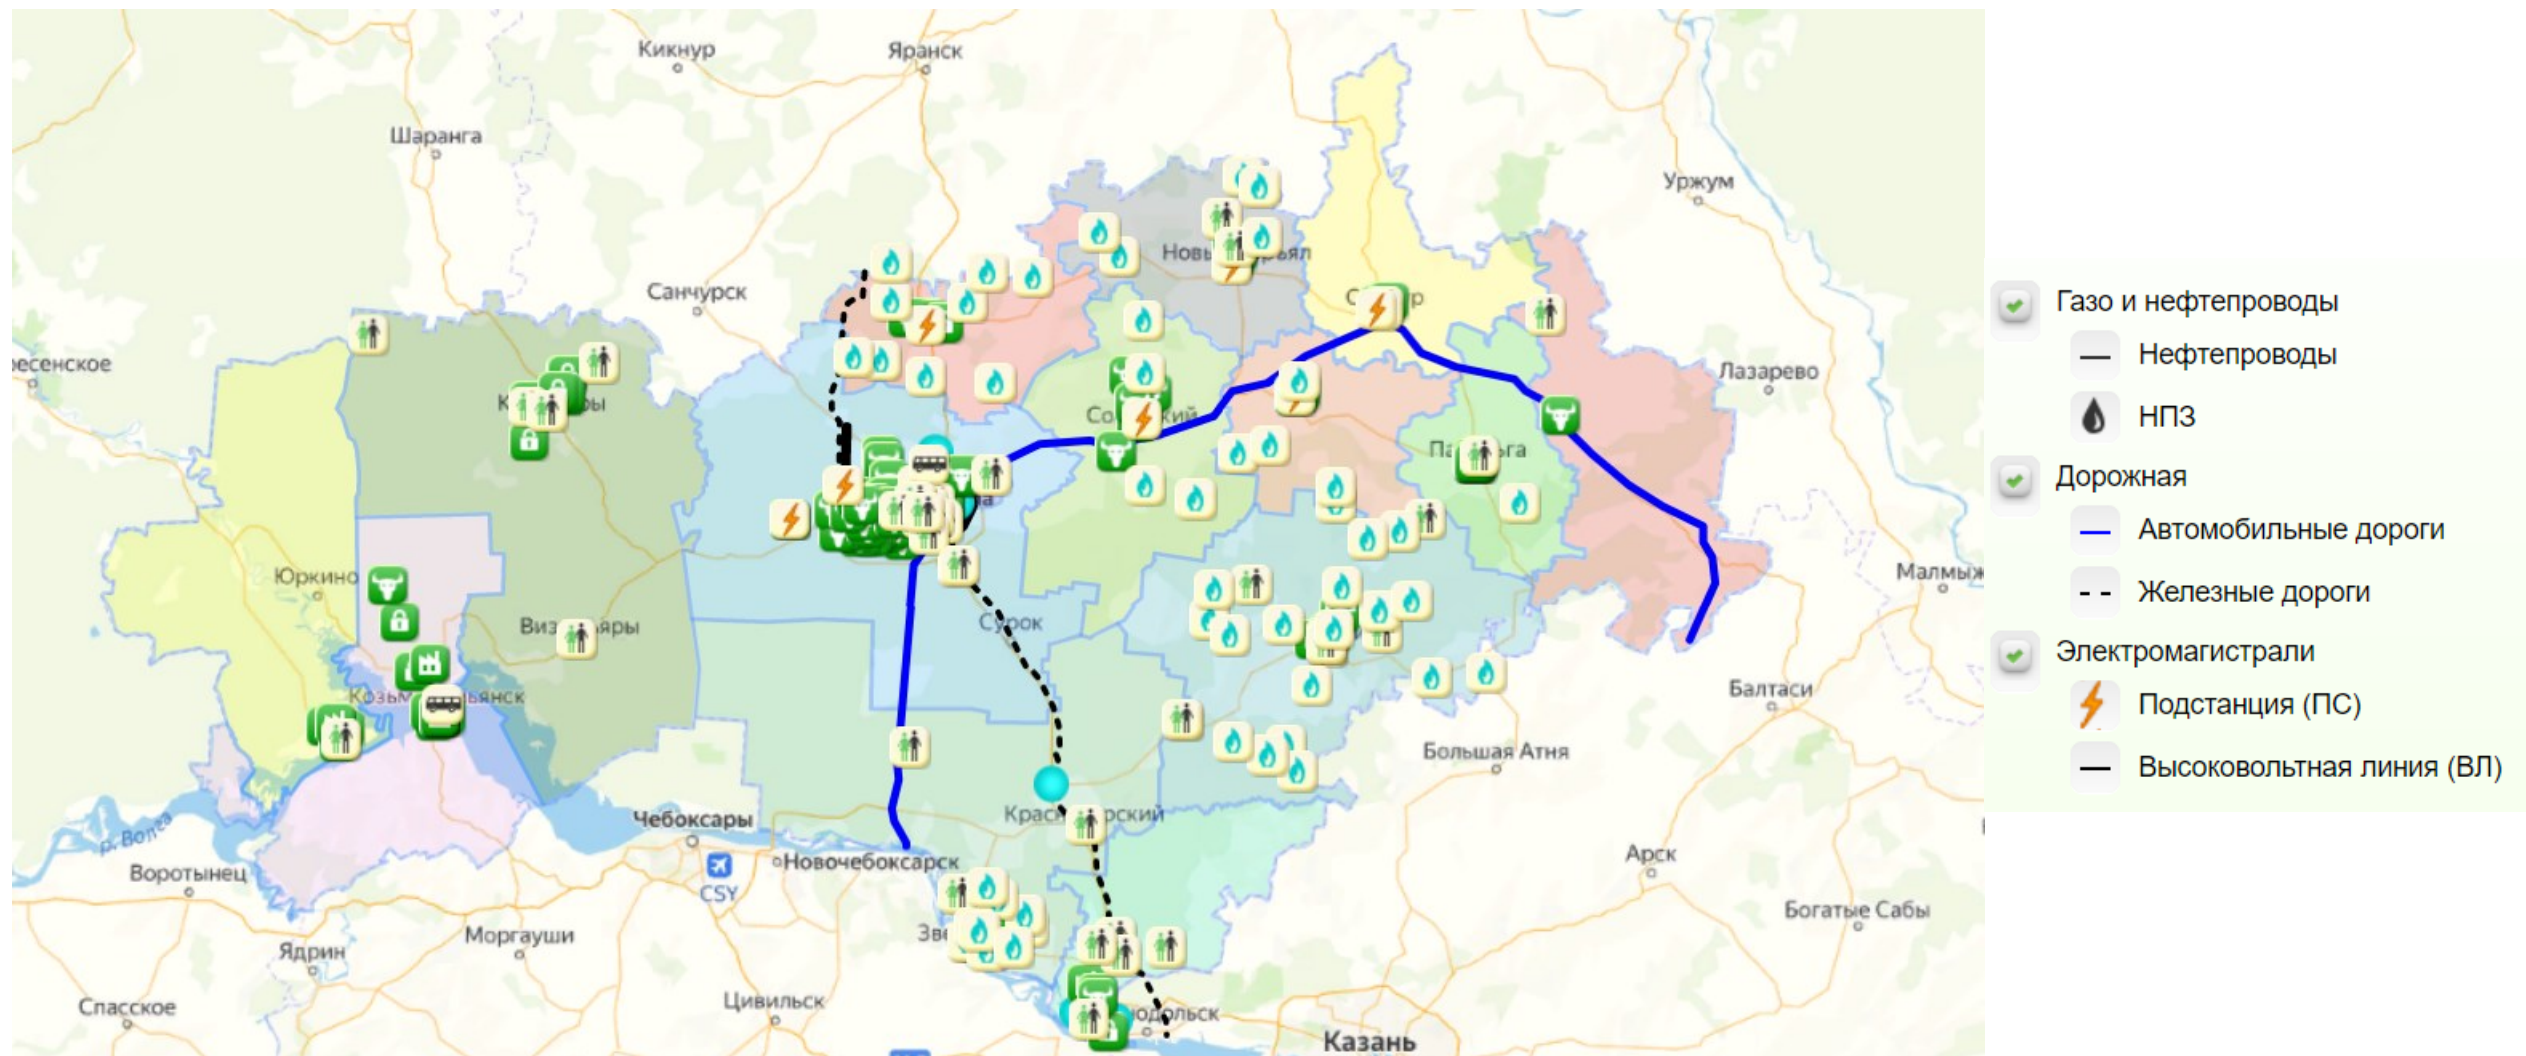 Кикнур
Яранск
Шаранга
Уржум
Санчурск
Лазарево
Сурок
Юркино
Малмыж
Балтаси
Большая Атня
Чебоксары
Новочебоксарск
CSY
р. Волга
Воротынец
Арск
Богатые Сабы
Ядрин
Моргауши
Спасское
Цивильск
Казань
Газо и нефтепроводы
Нефтепроводы
НПЗ
Дорожная
Автомобильные дороги
Железные дороги
Электромагистрали
Подстанция (ПС)
Высоковольтная линия (ВЛ)